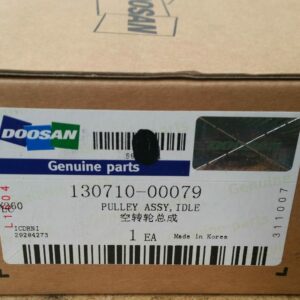 DOOSAN
Genuine parts
130710-00079
PULLEY ASSY, IDLE
空转轮总成
1 EA Made in Korea
29284273
311007